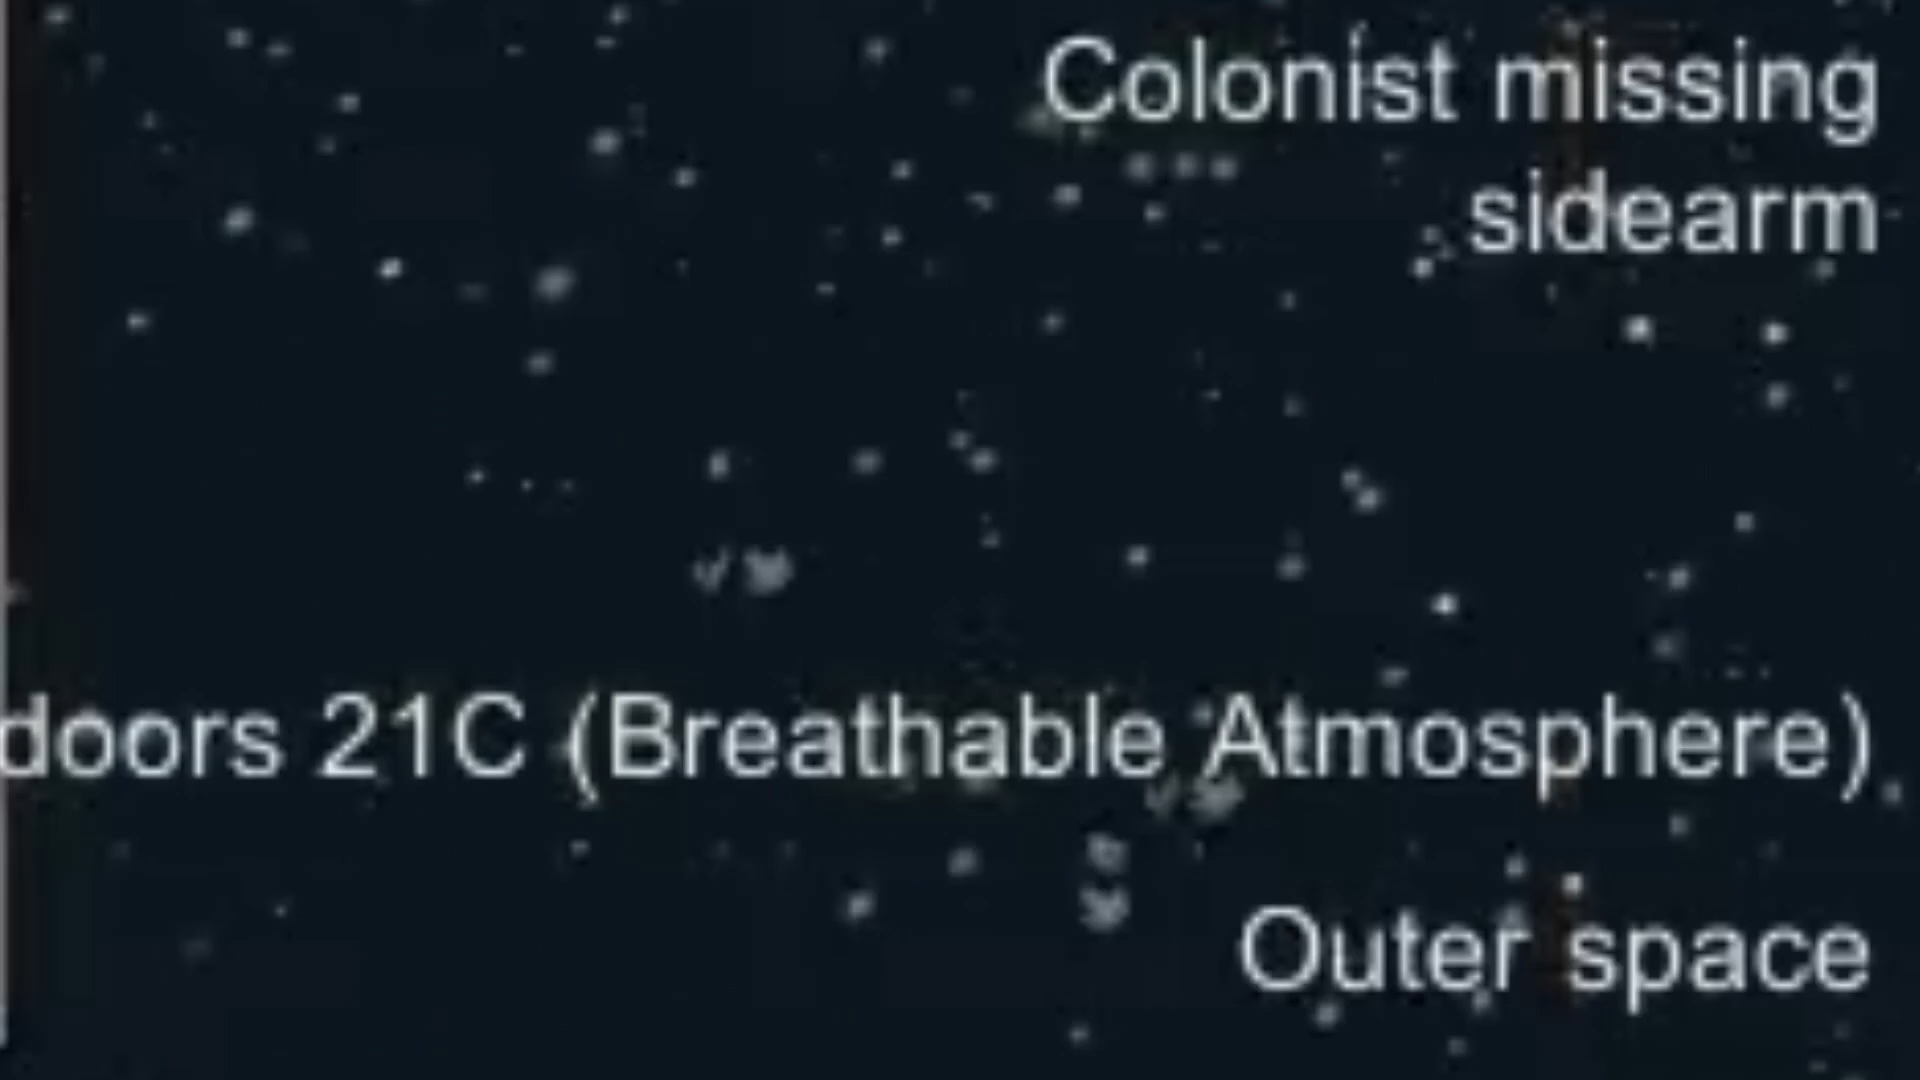 Colonist missing
sidearm
doors 21C (Breathable Atmosphere)
Outer space